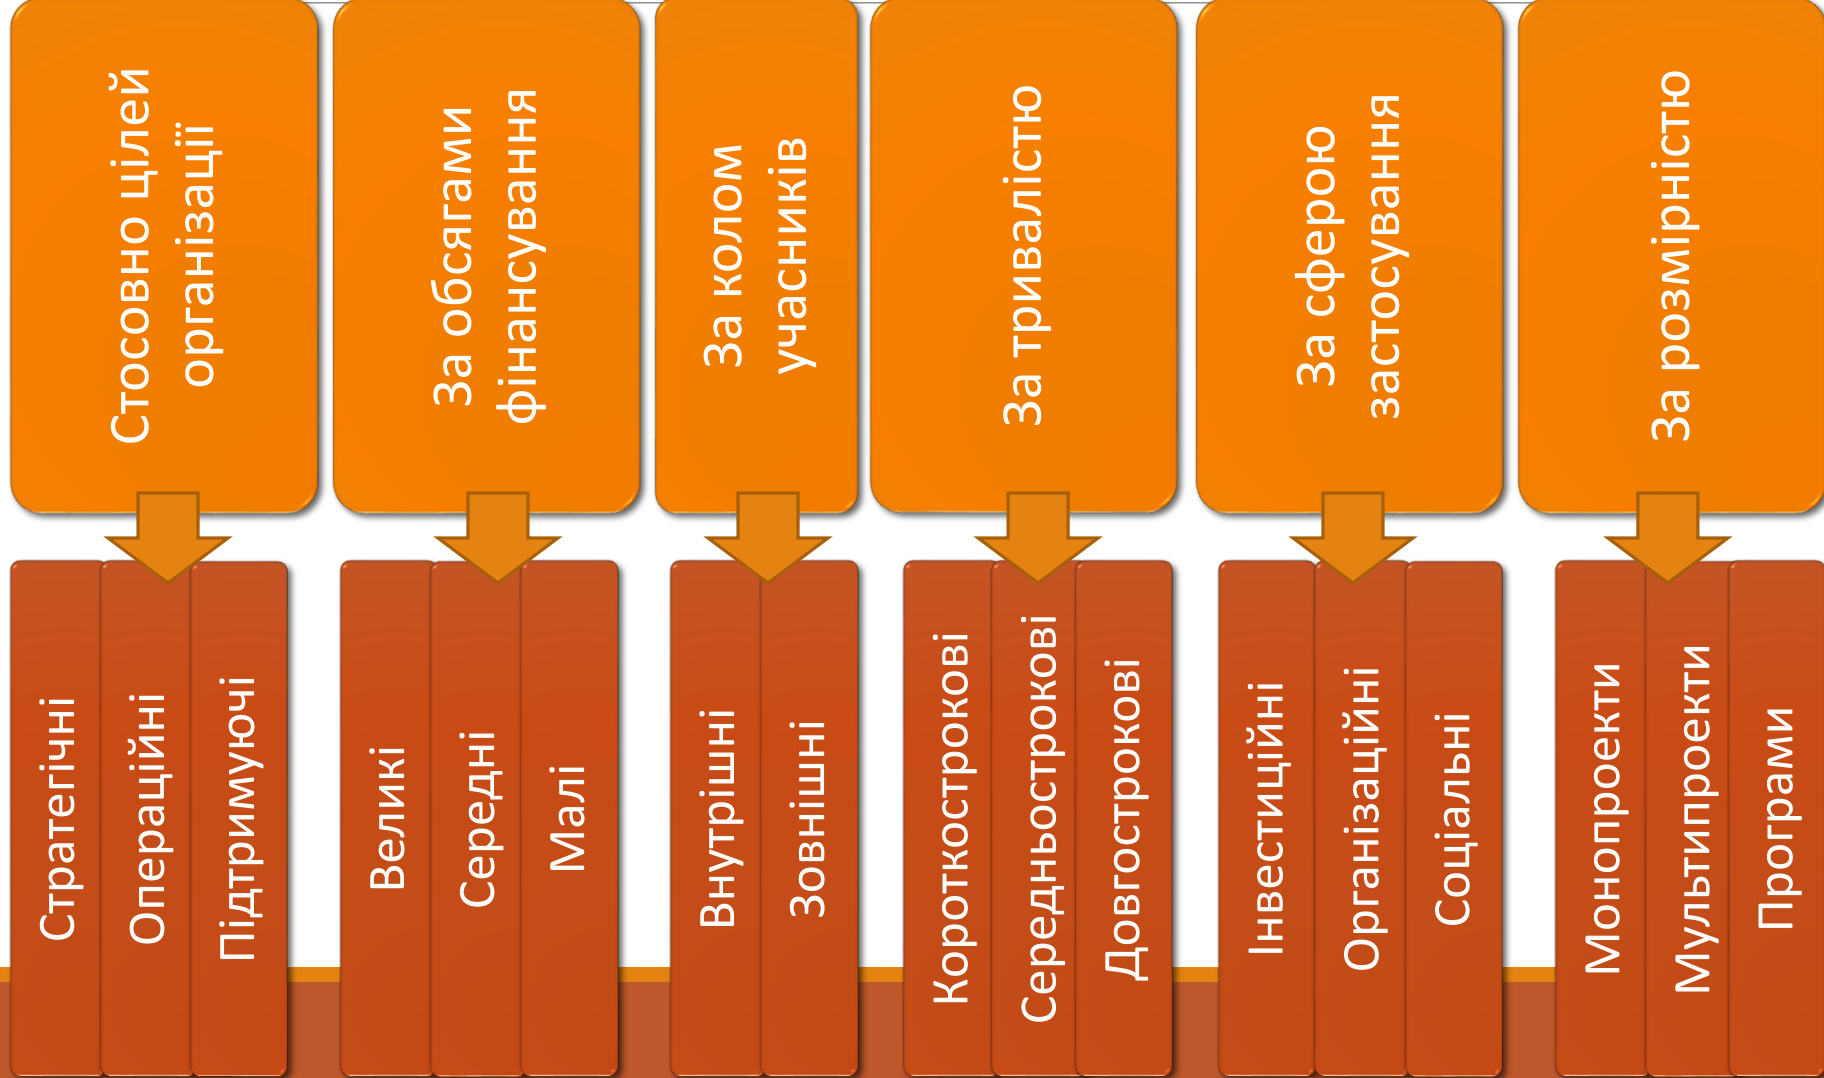 Стосовно цілей
організації
За обсягами
фінансування
За колом
учасників
За тривалістю
За сферою
застосування
За розмірністю
Стратегічні
Операційні
Підтримуючі
Великі
Середні
Малі
Внутрішні
Зовнішні
Короткострокові
Середньострокові
Довгострокові
Інвестиційні
Організаційні
Соціальні
Монопроекти
Мультипроекти
Програми